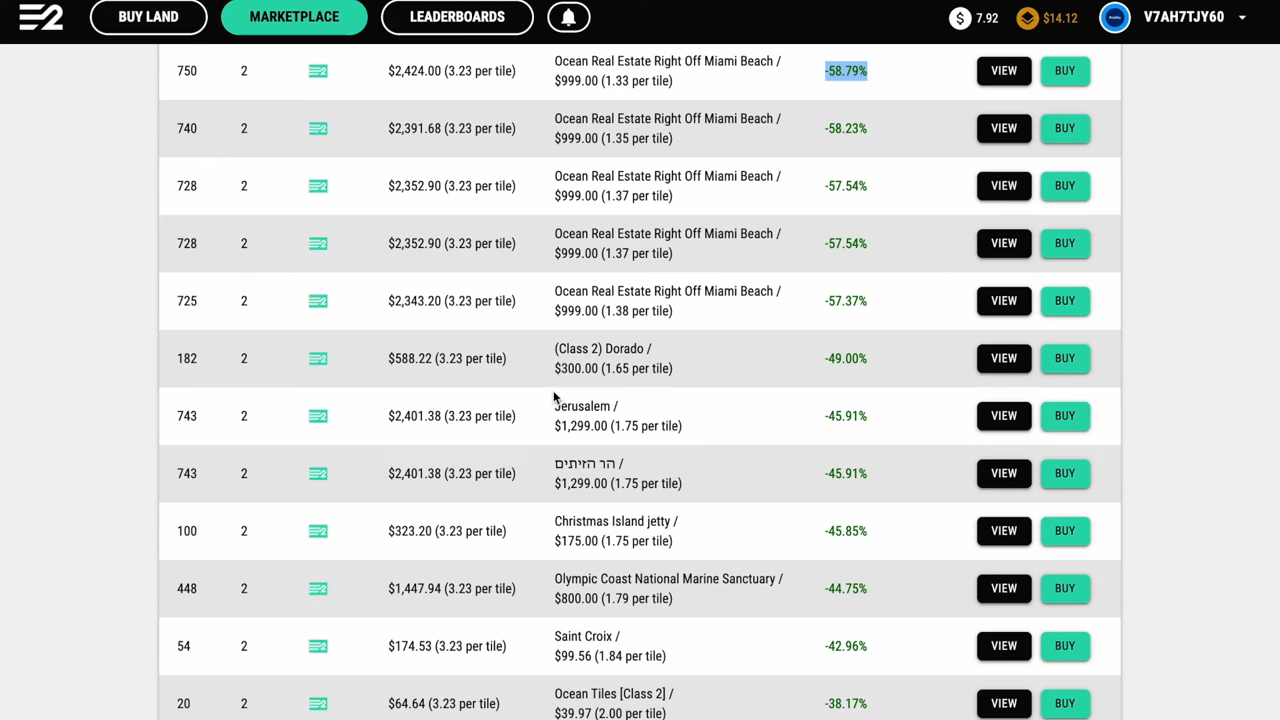 E2
BUY LAND
MARKETPLACE
LEADERBOARDS
$ 7.92
$14.12
V7AH7TJY60
750 2 $2,424.00 (3.23 per tile) Ocean Real Estate Right Off Miami Beach / -58.79% VIEW BUY
$999.00 (1.33 per tile)
740 2 $2,391.68 (3.23 per tile) Ocean Real Estate Right Off Miami Beach / -58.23% VIEW BUY
$999.00 (1.35 per tile)
728 2 $2,352.90 (3.23 per tile) Ocean Real Estate Right Off Miami Beach / -57.54% VIEW BUY
$999.00 (1.37 per tile)
728 2 $2,352.90 (3.23 per tile) Ocean Real Estate Right Off Miami Beach / -57.54% VIEW BUY
$999.00 (1.37 per tile)
725 2 $2,343.20 (3.23 per tile) Ocean Real Estate Right Off Miami Beach / -57.37% VIEW BUY
$999.00 (1.38 per tile)
182 2 $588.22 (3.23 per tile) (Class 2) Dorado / -49.00% VIEW BUY
$300.00 (1.65 per tile)
743 2 $2,401.38 (3.23 per tile) Jerusalem / -45.91% VIEW BUY
$1,299.00 (1.75 per tile)
743 2 $2,401.38 (3.23 per tile) הר הזיתים / -45.91% VIEW BUY
$1,299.00 (1.75 per tile)
100 2 $323.20 (3.23 per tile) Christmas Island jetty / -45.85% VIEW BUY
$175.00 (1.75 per tile)
448 2 $1,447.94 (3.23 per tile) Olympic Coast National Marine Sanctuary / -44.75% VIEW BUY
$800.00 (1.79 per tile)
54 2 $174.53 (3.23 per tile) Saint Croix / -42.96% VIEW BUY
$99.56 (1.84 per tile)
20 2 $64.64 (3.23 per tile) Ocean Tiles [Class 2] / -38.17% VIEW BUY
$39.97 (2.00 per tile)